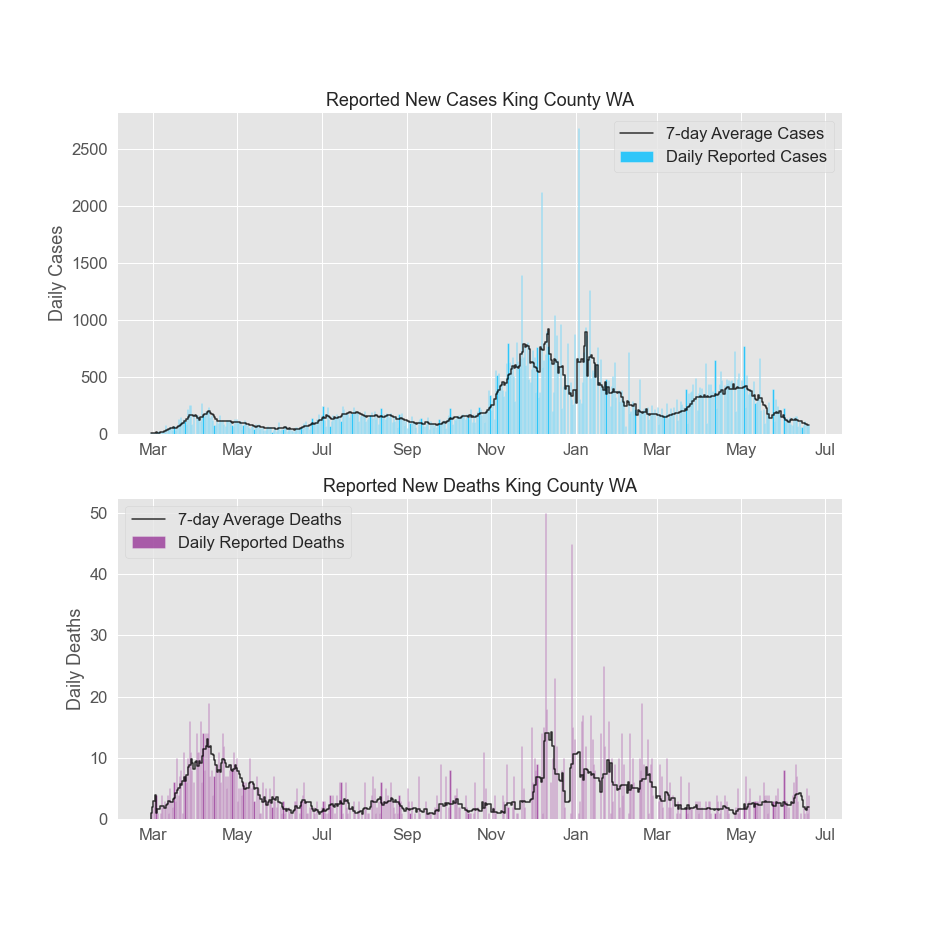 Reported New Cases King County WA
7-day Average Cases
Daily Reported Cases
Daily Cases
2500
2000
1500
1000
500
0
Mar May Jul Sep Nov Jan Mar May Jul
Reported New Deaths King County WA
7-day Average Deaths
Daily Reported Deaths
Daily Deaths
50
40
30
20
10
0
Mar May Jul Sep Nov Jan Mar May Jul